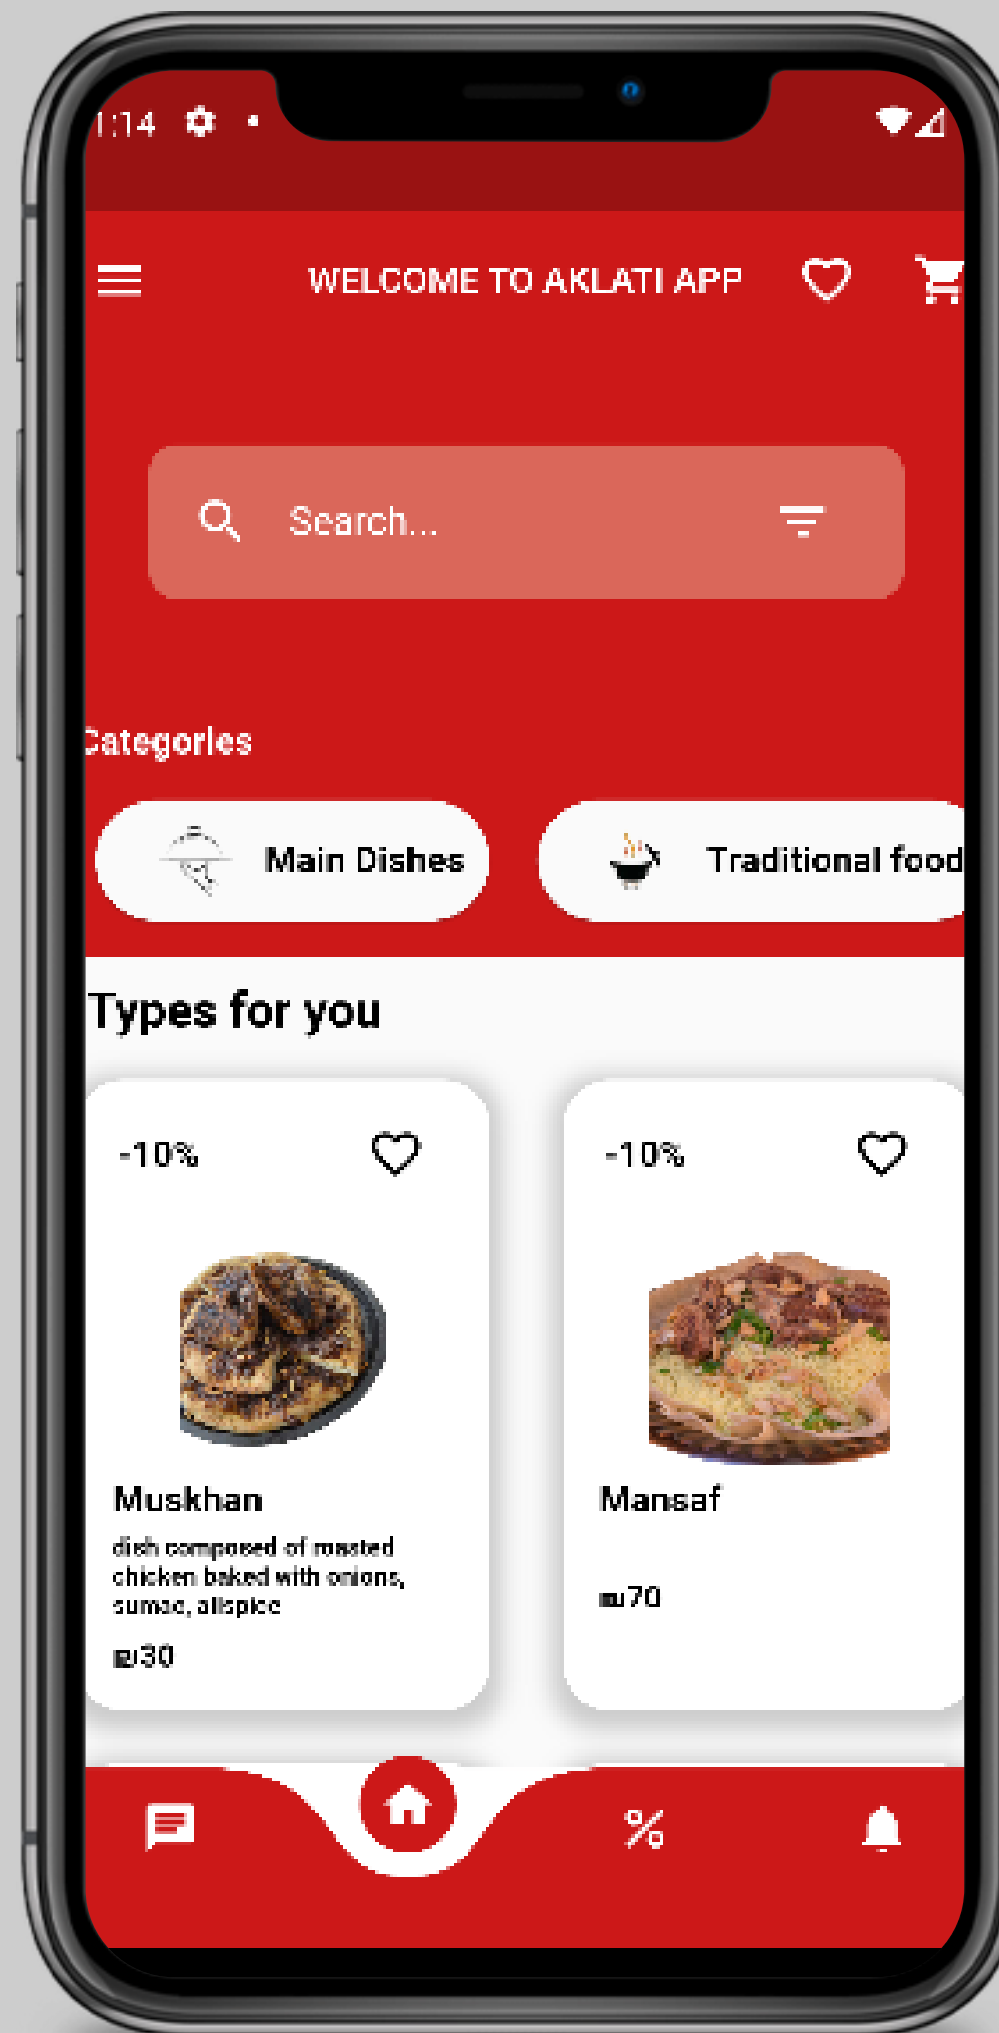 1:14
WELCOME TO AKLATI APP
Search...
Categories
Main Dishes
Traditional food
Types for you
-10%
-10%
Muskhan
dish composed of roasted
chicken baked with onions,
sumac, allspice
₪30
Mansaf
₪70
%